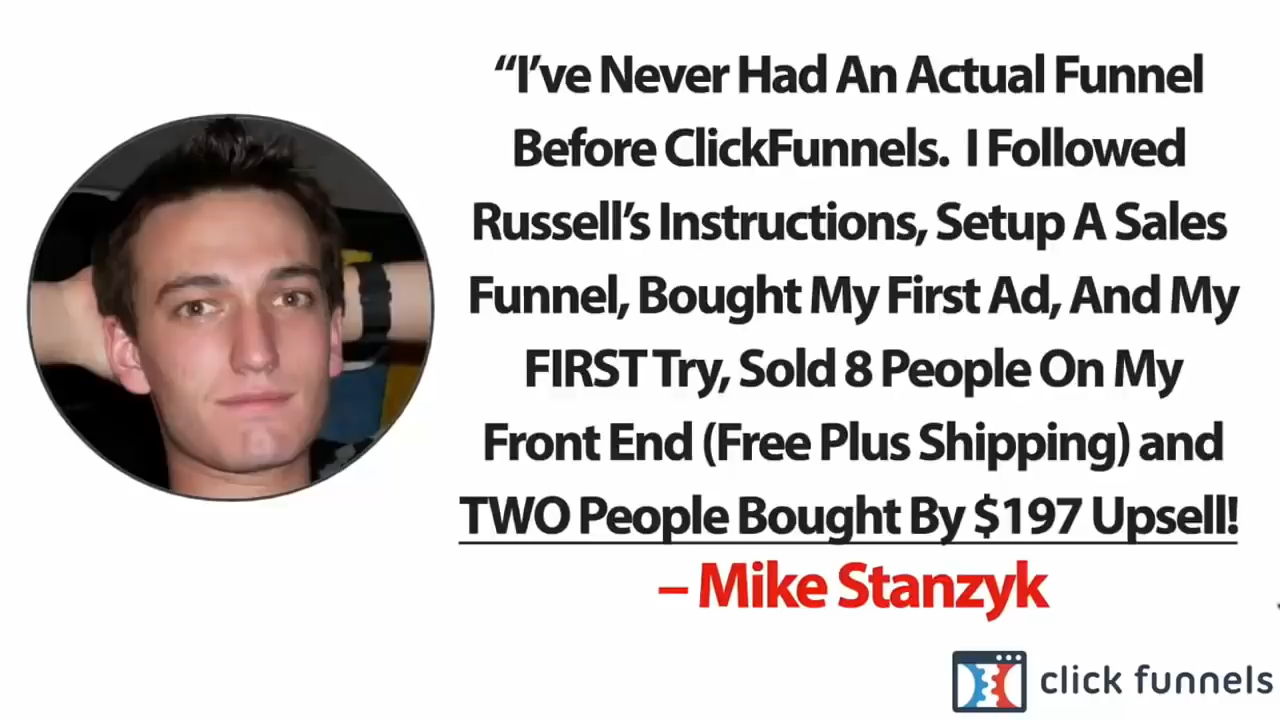 “I’ve Never Had An Actual Funnel
Before ClickFunnels.  I Followed
Russell’s Instructions, Setup A Sales
Funnel, Bought My First Ad, And My
FIRST Try, Sold 8 People On My
Front End (Free Plus Shipping) and
TWO People Bought By $197 Upsell!
– Mike Stanzyk
click funnels